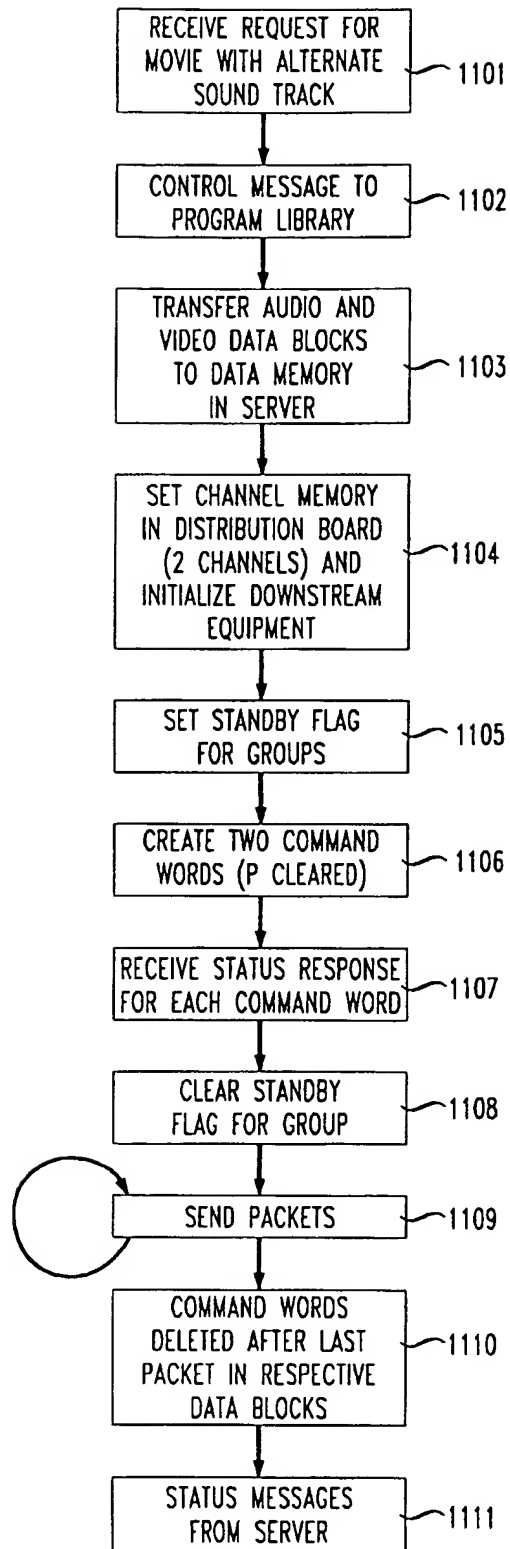 RECEIVE REQUEST FOR
MOVIE WITH ALTERNATE
SOUND TRACK
1101
CONTROL MESSAGE TO
PROGRAM LIBRARY
1102
TRANSFER AUDIO AND
VIDEO DATA BLOCKS
TO DATA MEMORY
IN SERVER
1103
SET CHANNEL MEMORY
IN DISTRIBUTION BOARD
(2 CHANNELS) AND
INITIALIZE DOWNSTREAM
EQUIPMENT
1104
SET STANDBY FLAG
FOR GROUPS
1105
CREATE TWO COMMAND
WORDS (P CLEARED)
1106
RECEIVE STATUS RESPONSE
FOR EACH COMMAND WORD
1107
CLEAR STANDBY
FLAG FOR GROUP
1108
SEND PACKETS
1109
COMMAND WORDS
DELETED AFTER LAST
PACKET IN RESPECTIVE
DATA BLOCKS
1110
STATUS MESSAGES
FROM SERVER
1111